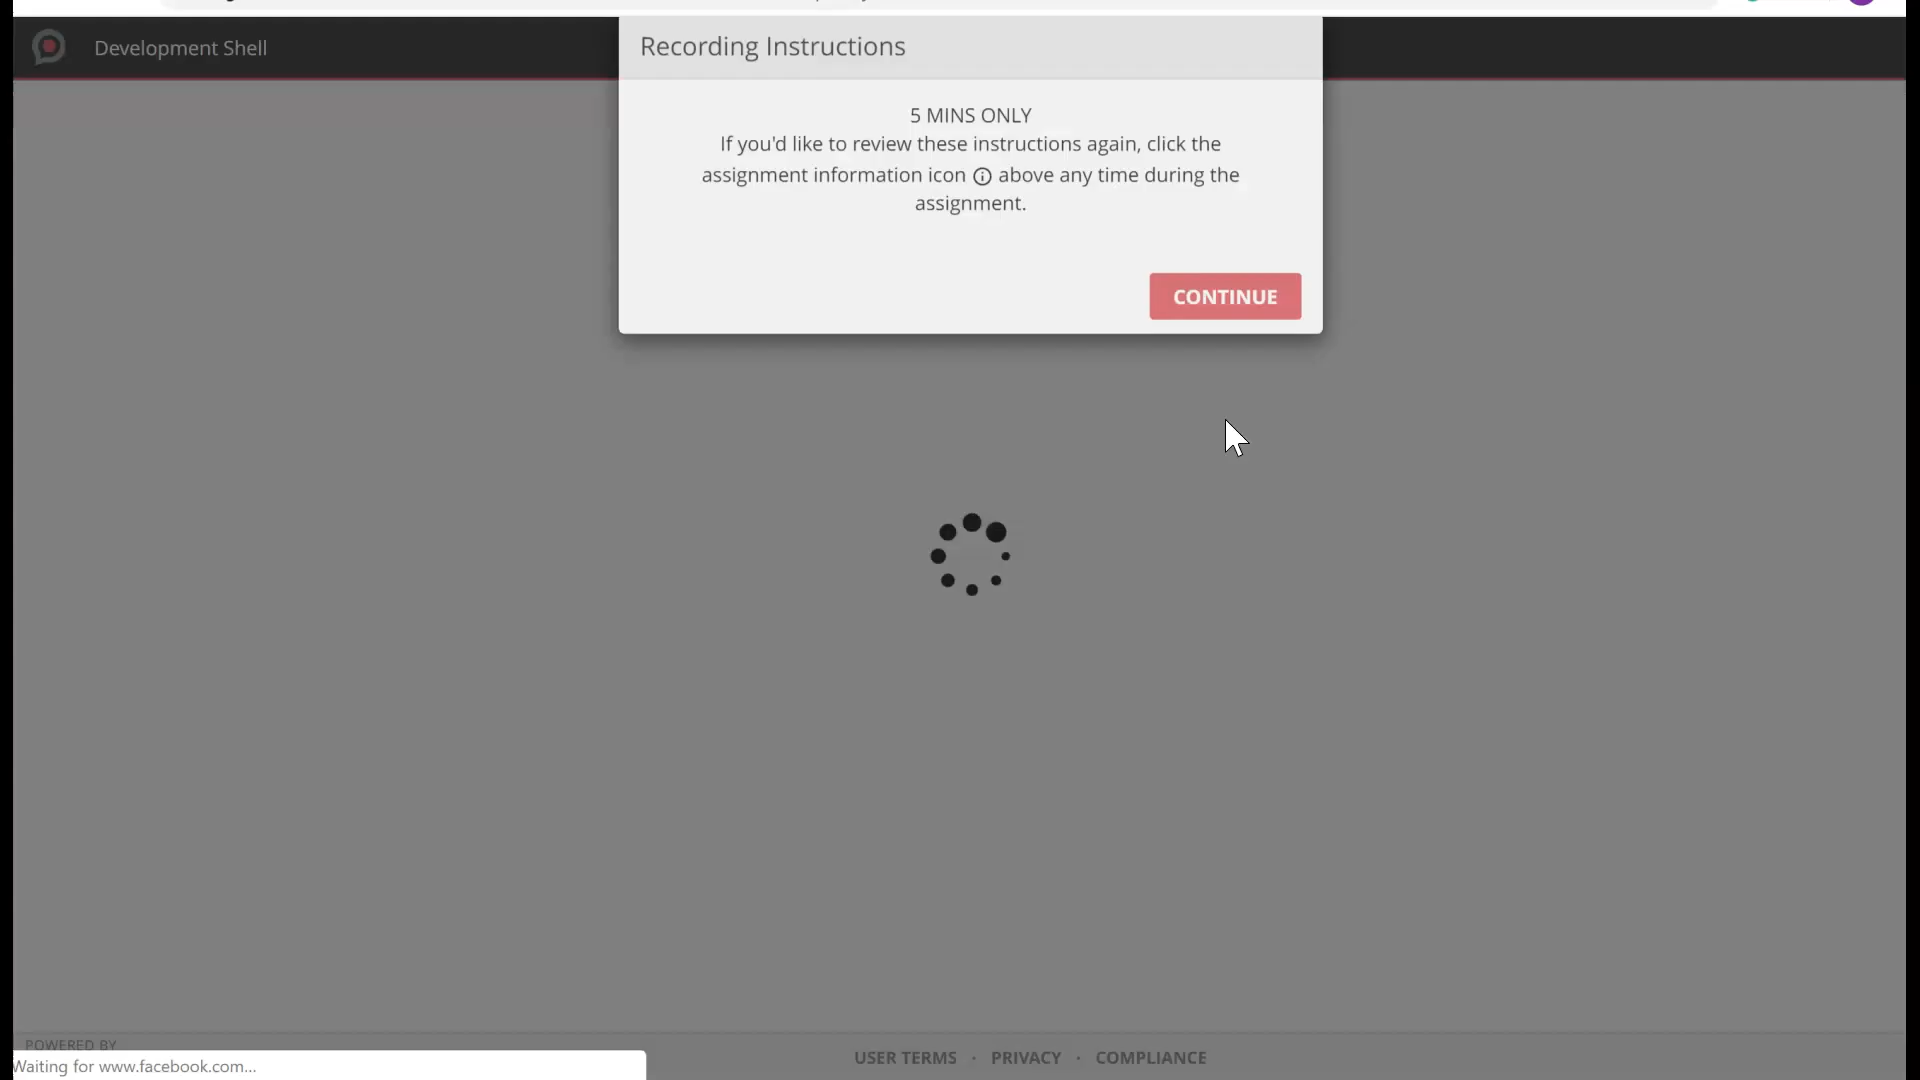 Development Shell
Recording Instructions
5 MINS ONLY
If you'd like to review these instructions again, click the
assignment information icon above any time during the
assignment.
CONTINUE
POWERED BY
Waiting for www.facebook.com...
USER TERMS · PRIVACY · COMPLIANCE